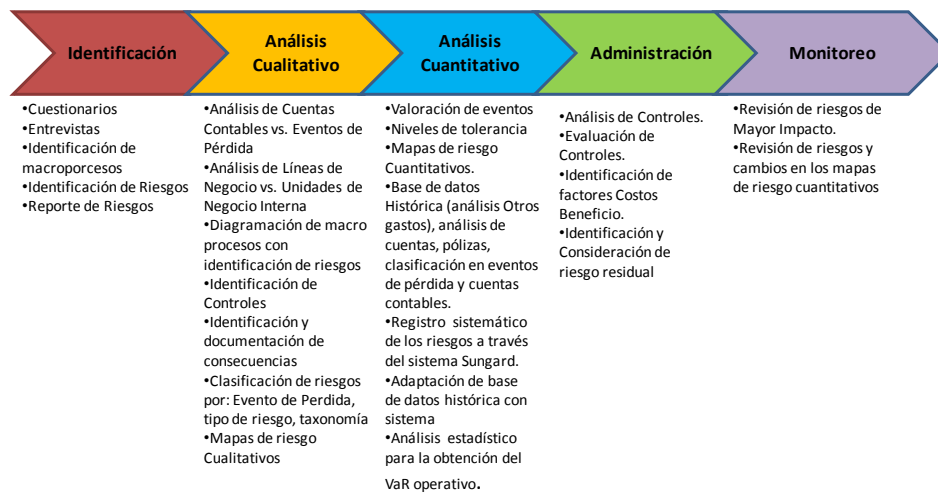 Identificación
Análisis
Cualitativo
Análisis
Cuantitativo
Administración
Monitoreo
•Cuestionarios
•Entrevistas
•Identificación de
macroporcesos
•Identificación de Riesgos
•Reporte de Riesgos
•Análisis de Cuentas
Contables vs. Eventos de
Pérdida
•Análisis de Líneas de
Negocio vs. Unidades de
Negocio Interna
•Diagramación de macro
procesos con
identificación de riesgos
•Identificación de
Controles
•Identificación y
documentación de
consecuencias
•Clasificación de riesgos
por: Evento de Perdida,
tipo de riesgo, taxonomía
•Mapas de riesgo
Cualitativos
•Valoración de eventos
•Niveles de tolerancia
•Mapas de riesgo
Cuantitativos.
•Base de datos
Histórica (análisis Otros
gastos), análisis de
cuentas, pólizas,
clasificación en eventos
de pérdida y cuentas
contables.
•Registro sistemático
de los riesgos a través
del sistema Sungard.
•Adaptación de base
de datos histórica con
sistema
•Análisis estadístico
para la obtención del
VaR operativo.
•Análisis de Controles.
•Evaluación de
Controles.
•Identificación de
factores Costos
Beneficio.
•Identificación y
Consideración de
riesgo residual
•Revisión de riesgos de
Mayor Impacto.
•Revisión de riesgos y
cambios en los mapas
de riesgo cuantitativos